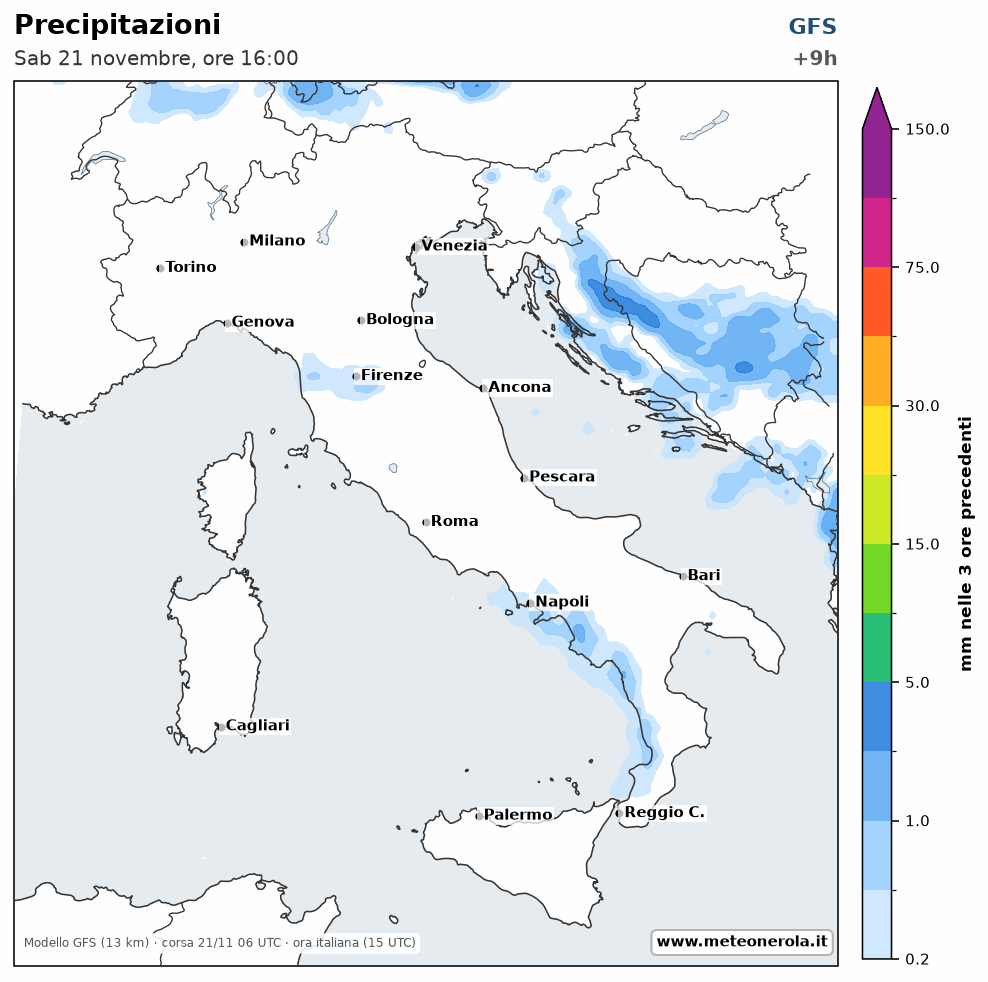 Precipitazioni
GFS
Sab 21 novembre, ore 16:00
+9h
150.0
75.0
30.0
15.0
5.0
1.0
0.2
mm nelle 3 ore precedenti
Milano
Venezia
Torino
Genova
Bologna
Firenze
Ancona
Pescara
Roma
Bari
Napoli
Cagliari
Palermo
Reggio C.
Modello GFS (13 km) · corsa 21/11 06 UTC · ora italiana (15 UTC)
www.meteonerola.it